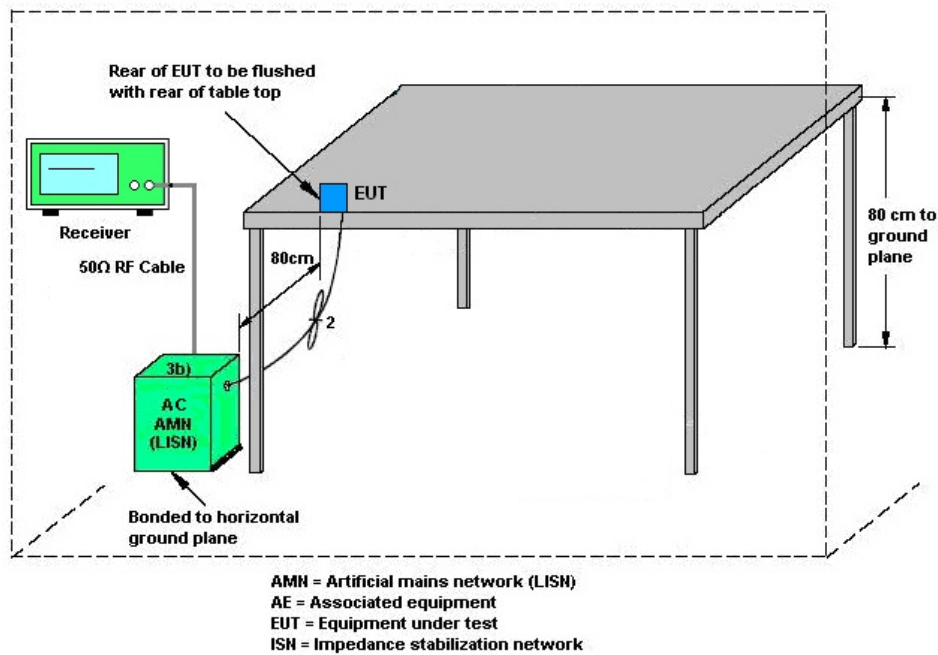 Rear of EUT to be flushed
with rear of table top
EUT
Receiver
80cm
80 cm to
ground
plane
50Ω RF Cable
2
3b)
AC
AMN
(LISN)
Bonded to horizontal
ground plane
AMN = Artificial mains network (LISN)
AE = Associated equipment
EUT = Equipment under test
ISN = Impedance stabilization network